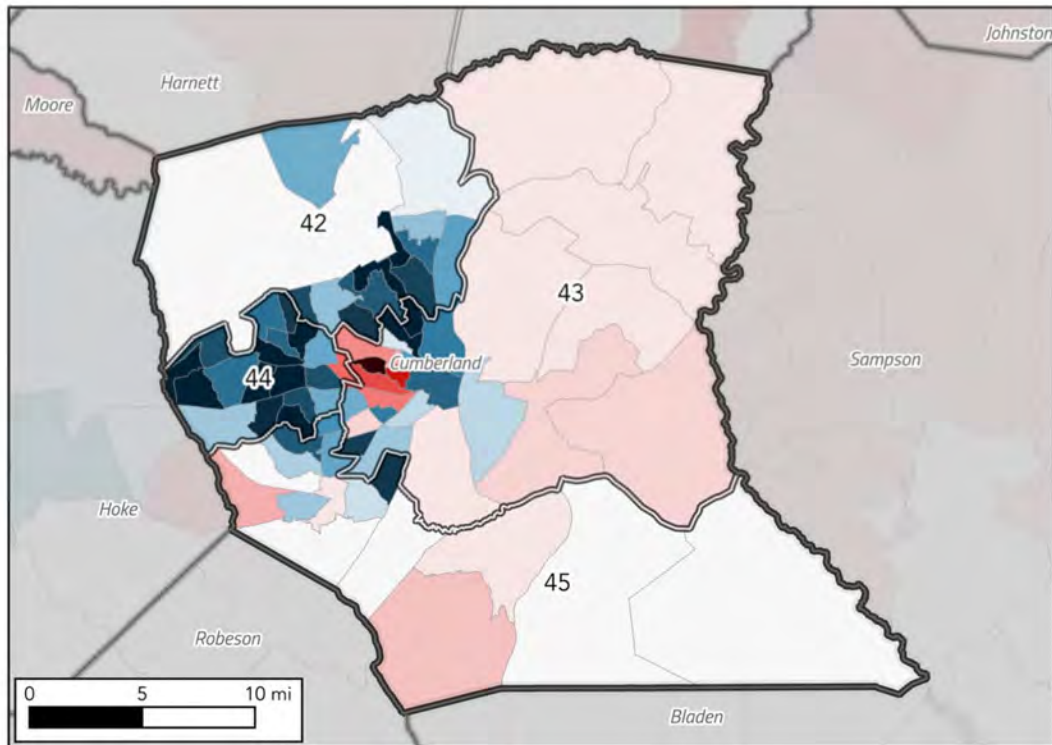 Johnston
Harnett
Moore
42
43
Cumberland
Sampson
44
Hoke
45
Robeson
0 5 10 mi
Bladen